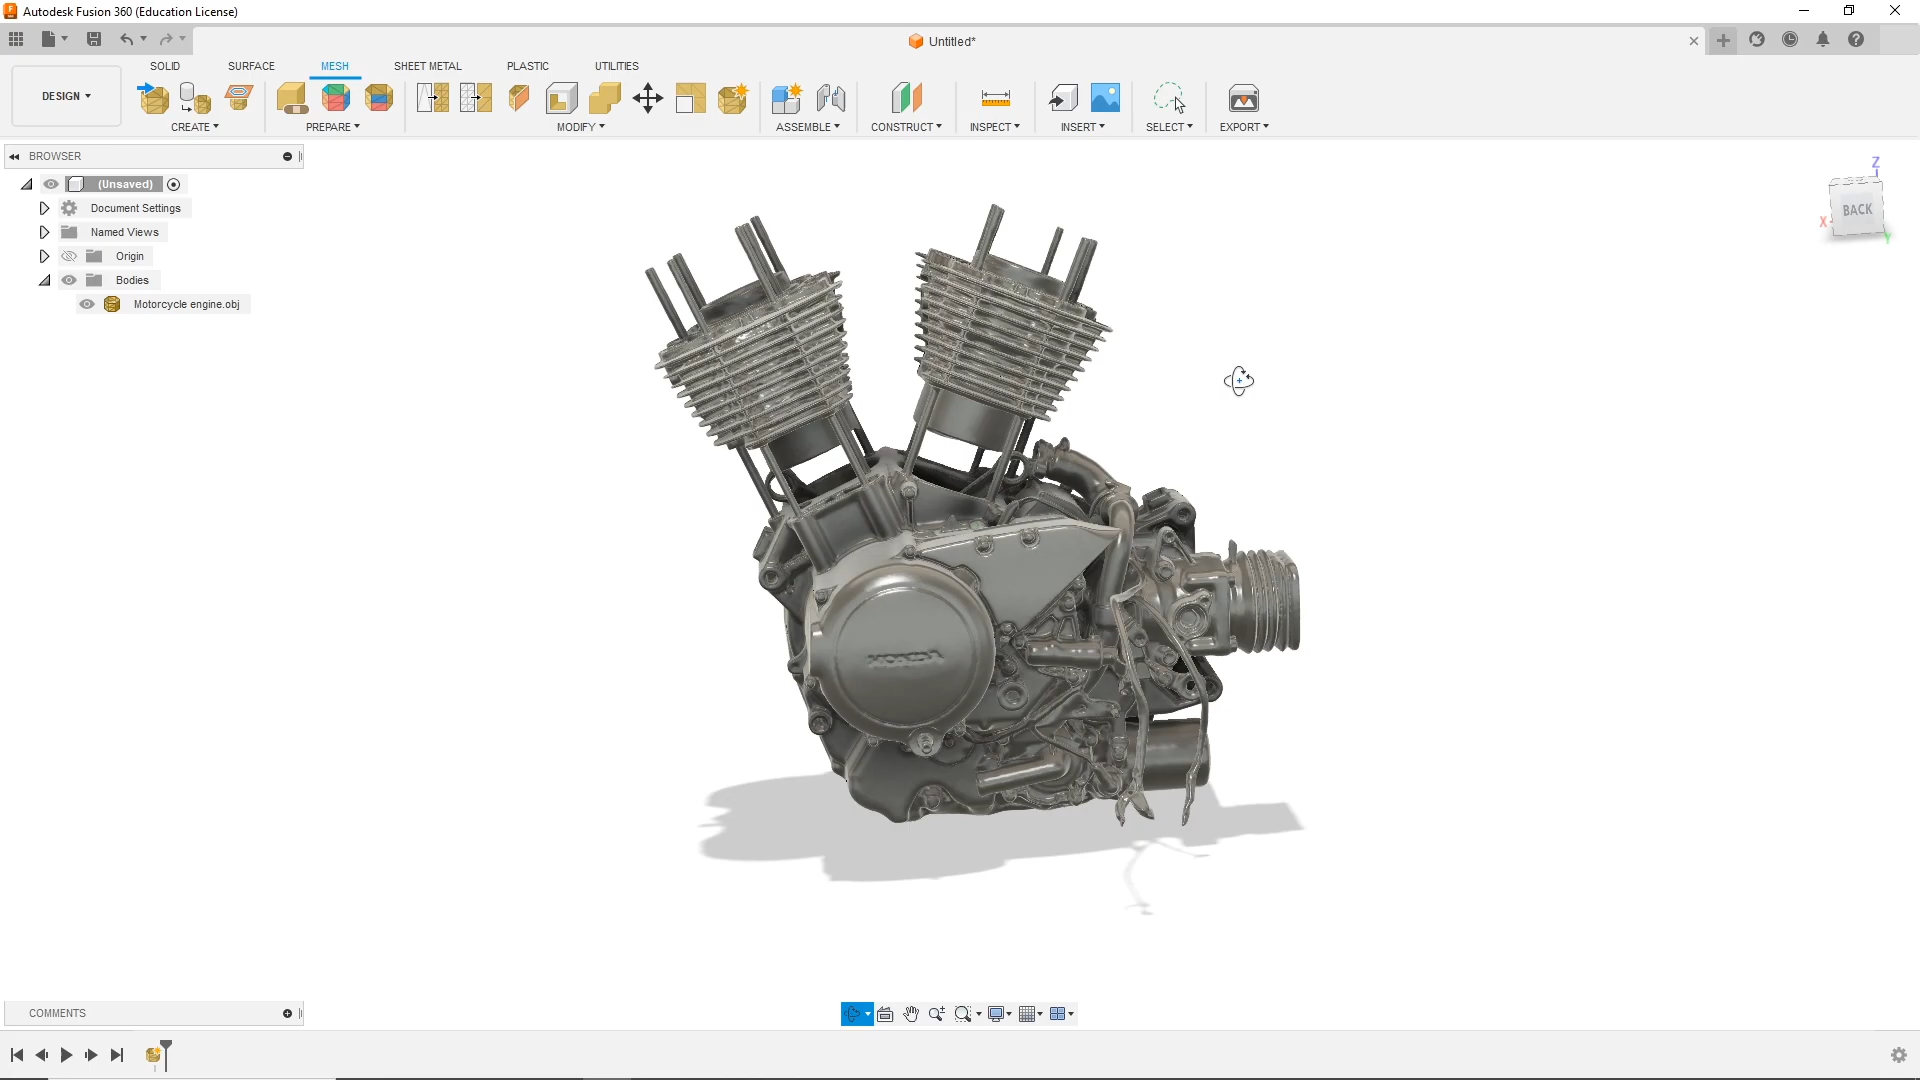 Autodesk Fusion 360 (Education License)
Untitled*
SOLID
SURFACE
MESH
SHEET METAL
PLASTIC
UTILITIES
DESIGN
CREATE
PREPARE
MODIFY
ASSEMBLE
CONSTRUCT
INSPECT
INSERT
SELECT
EXPORT
BROWSER
(Unsaved)
Document Settings
Named Views
Origin
Bodies
Motorcycle engine.obj
Z
BACK
X
Y
HONDA
COMMENTS